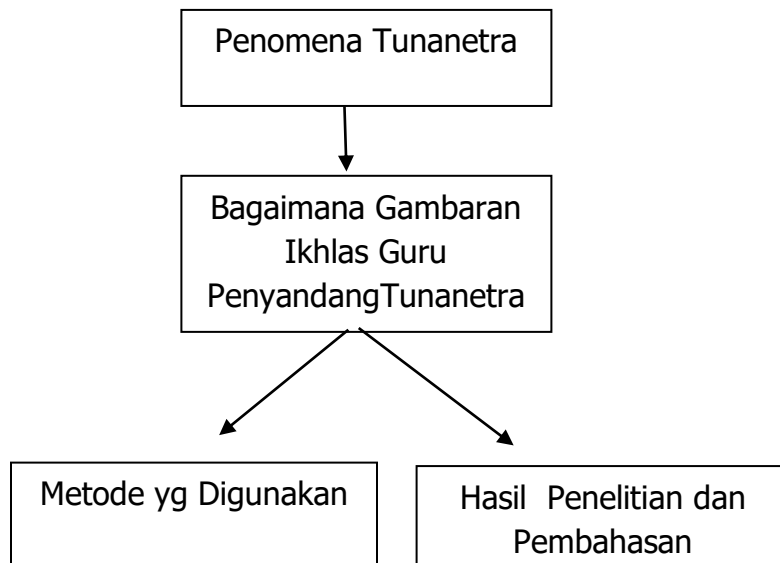 Penomena Tunanetra
Bagaimana Gambaran
Ikhlas Guru
PenyandangTunanetra
Metode yg Digunakan
Hasil Penelitian dan
Pembahasan